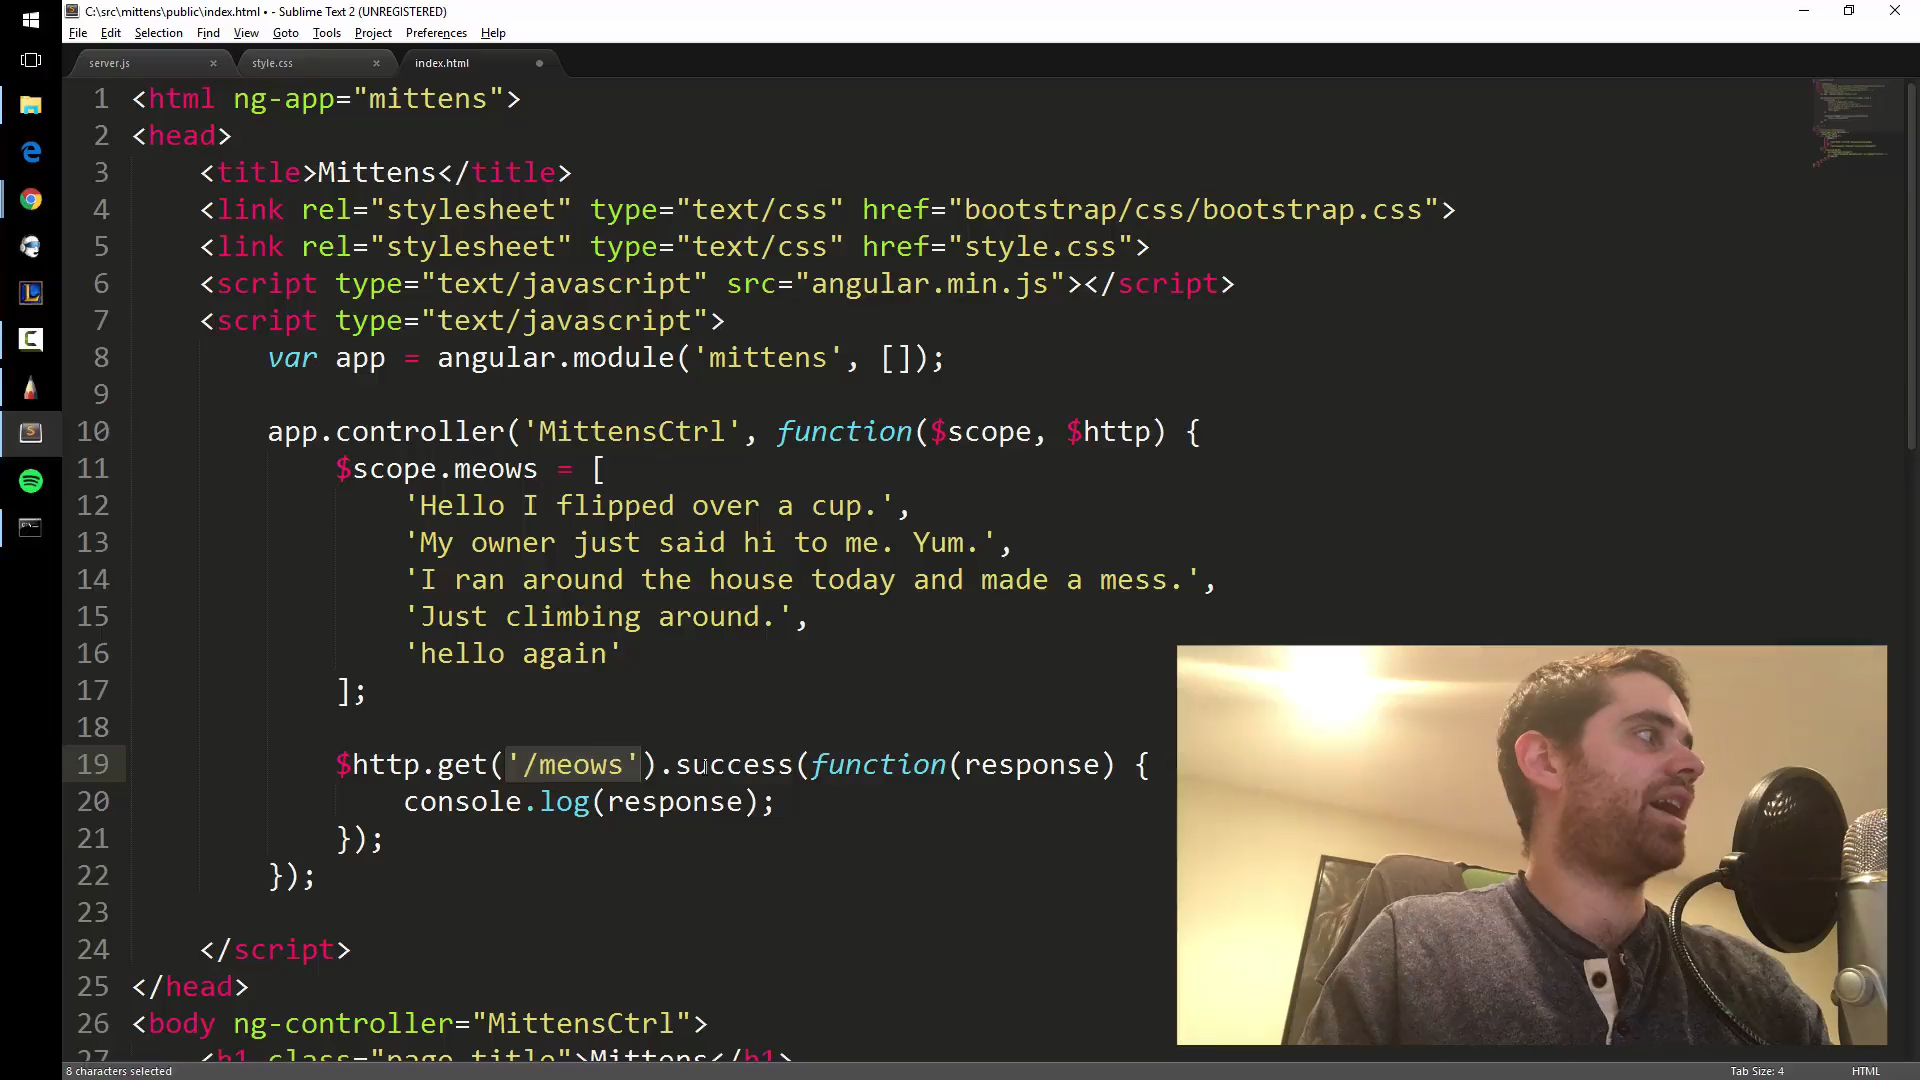 C:\src\mittens\public\index.html • - Sublime Text 2 (UNREGISTERED)
File Edit Selection Find View Goto Tools Project Preferences Help
server.js × style.css × index.html
1 <html ng-app="mittens">
2 <head>
3 <title>Mittens</title>
4 <link rel="stylesheet" type="text/css" href="bootstrap/css/bootstrap.css">
5 <link rel="stylesheet" type="text/css" href="style.css">
6 <script type="text/javascript" src="angular.min.js"></script>
7 <script type="text/javascript">
8 var app = angular.module('mittens', []);
9
10 app.controller('MittensCtrl', function($scope, $http) {
11 $scope.meows = [
12 'Hello I flipped over a cup.',
13 'My owner just said hi to me. Yum.',
14 'I ran around the house today and made a mess.',
15 'Just climbing around.',
16 'hello again'
17 ];
18
19 $http.get('/meows').success(function(response) {
20 console.log(response);
21 });
22 });
23
24 </script>
25 </head>
26 <body ng-controller="MittensCtrl">
27 <h1 class="page_title">Mittens</h1>
8 characters selected Tab Size: 4 HTML